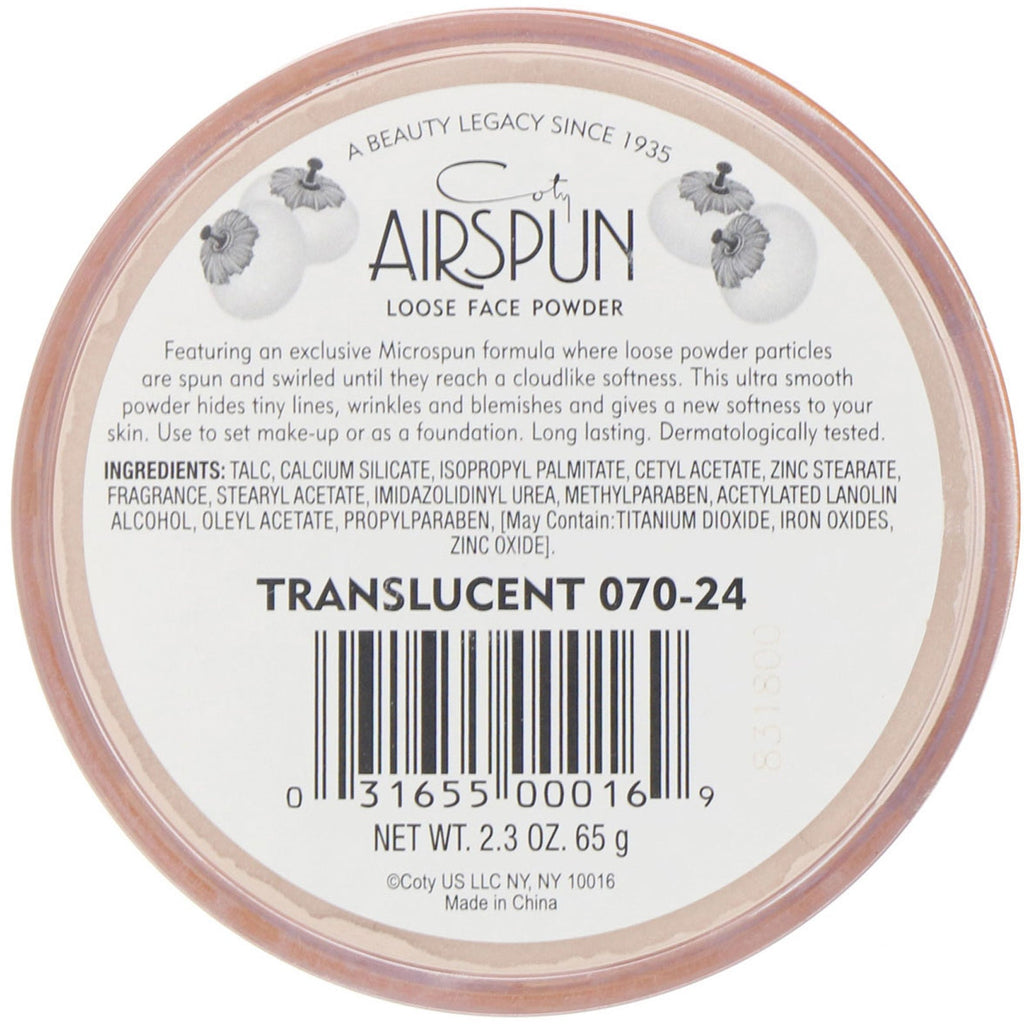 A BEAUTY LEGACY SINCE 1935
Coty
AIRSPUN
LOOSE FACE POWDER
Featuring an exclusive Microspun formula where loose powder particles
are spun and swirled until they reach a cloudlike softness. This ultra smooth
powder hides tiny lines, wrinkles and blemishes and gives a new softness to your
skin. Use to set make-up or as a foundation. Long lasting. Dermatologically tested.
INGREDIENTS: TALC, CALCIUM SILICATE, ISOPROPYL PALMITATE, CETYL ACETATE, ZINC STEARATE,
FRAGRANCE, STEARYL ACETATE, IMIDAZOLIDINYL UREA, METHYLPARABEN, ACETYLATED LANOLIN
ALCOHOL, OLEYL ACETATE, PROPYLPARABEN, [May Contain:TITANIUM DIOXIDE, IRON OXIDES,
ZINC OXIDE].
TRANSLUCENT 070-24
831800
0 31655 00016 9
NET WT. 2.3 OZ. 65 g
©Coty US LLC NY, NY 10016
Made in China